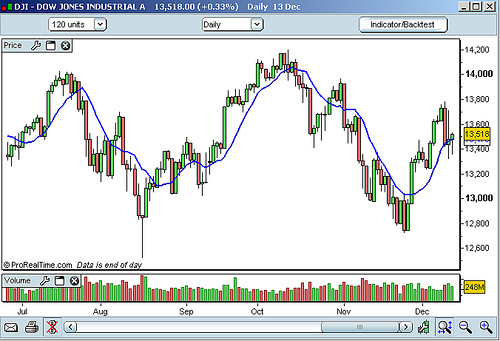 DJI - DOW JONES INDUSTRIAL A 13,518.00 (+0.33%) Daily 13 Dec
120 units Daily Indicator/Backtest
Price
14,200
14,000
13,800
13,600
13,518
13,400
13,200
13,000
12,800
12,600
© ProRealTime.com Data is end of day
Volume
248M
Jul Aug Sep Oct Nov Dec